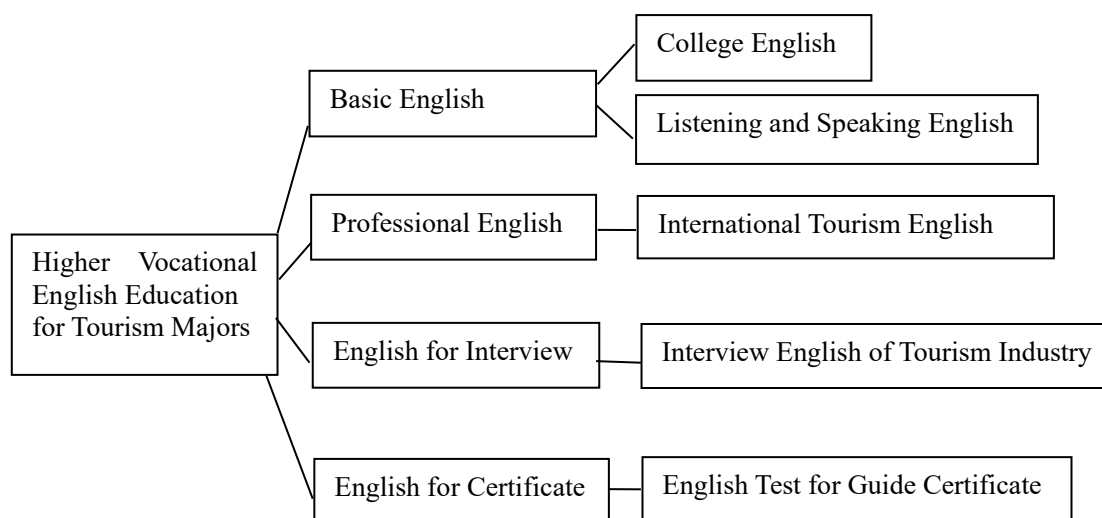 College English
Basic English
Listening and Speaking English
Professional English
International Tourism English
Higher Vocational
English Education
for Tourism Majors
English for Interview
Interview English of Tourism Industry
English for Certificate
English Test for Guide Certificate